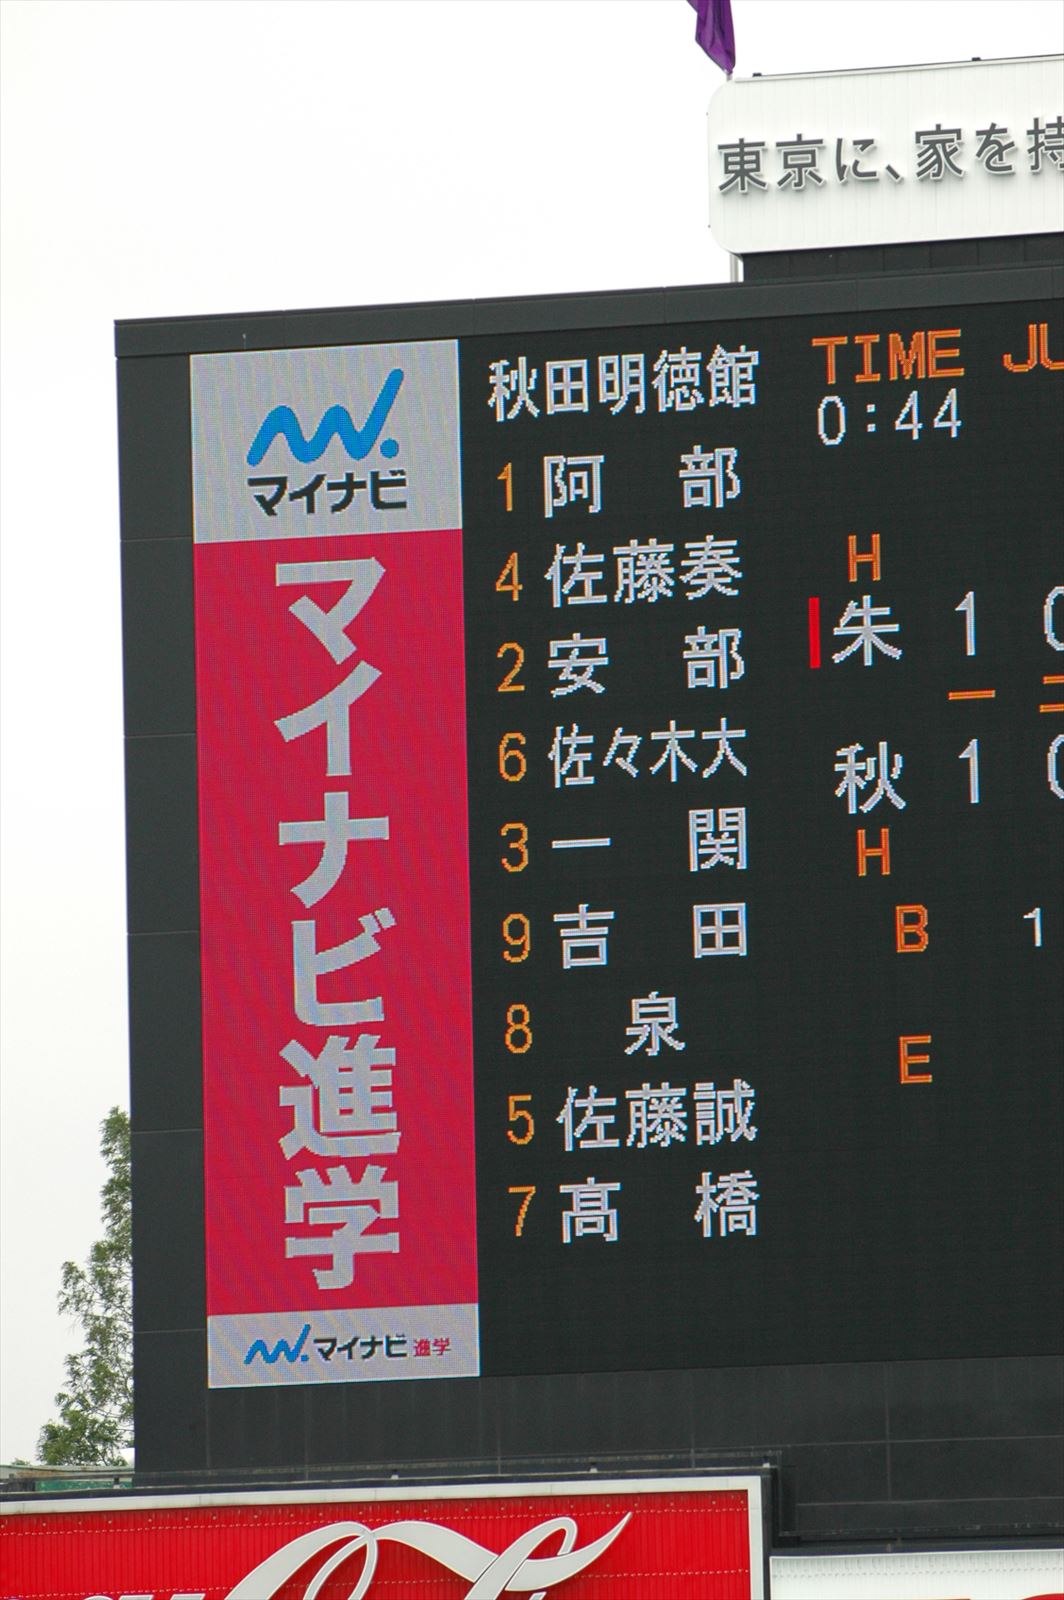 東京に、家を持
秋田明徳館
TIME
0:44
マイナビ
1 阿部
4 佐藤奏
2 安部
6 佐々木大
3 一関
9 吉田
8 泉
5 佐藤誠
7 髙橋
H
朱 1 0
一 二
秋 1 0
H
B 1
E
マイナビ進学
マイナビ 進学